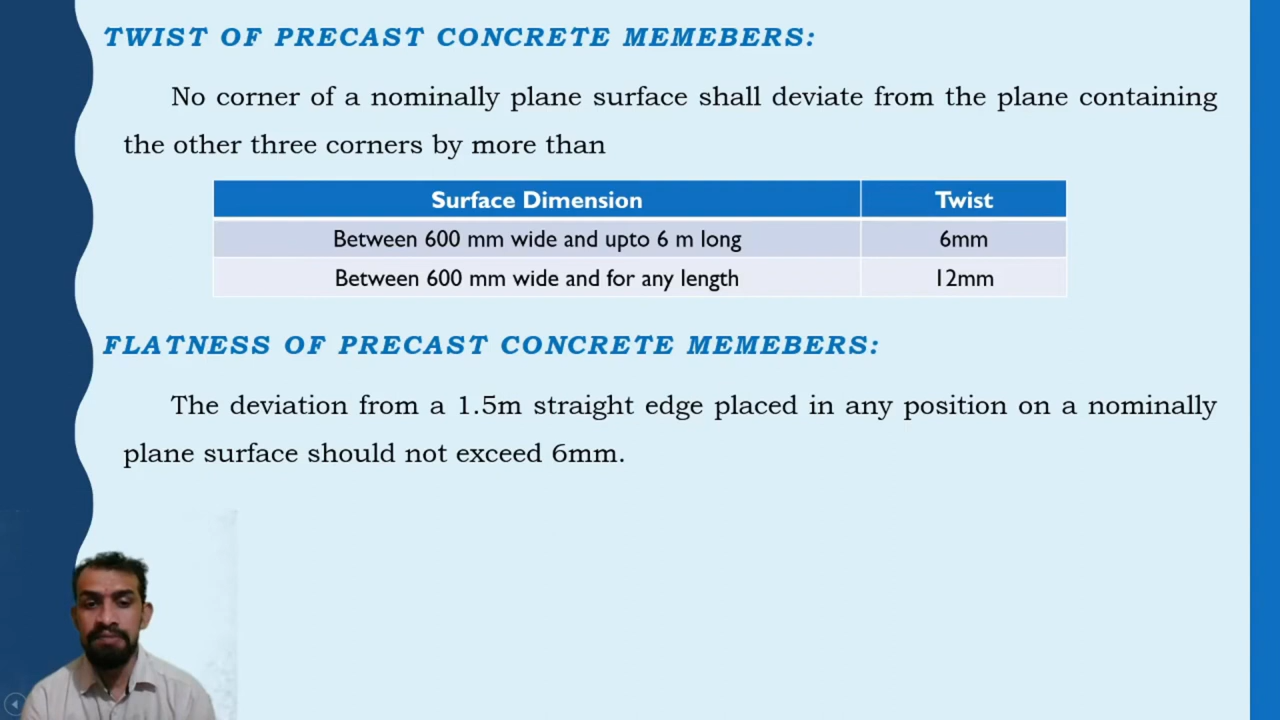 TWIST OF PRECAST CONCRETE MEMEBERS:
No corner of a nominally plane surface shall deviate from the plane containing
the other three corners by more than
Surface Dimension Twist
Between 600 mm wide and upto 6 m long 6mm
Between 600 mm wide and for any length 12mm
FLATNESS OF PRECAST CONCRETE MEMEBERS:
The deviation from a 1.5m straight edge placed in any position on a nominally
plane surface should not exceed 6mm.